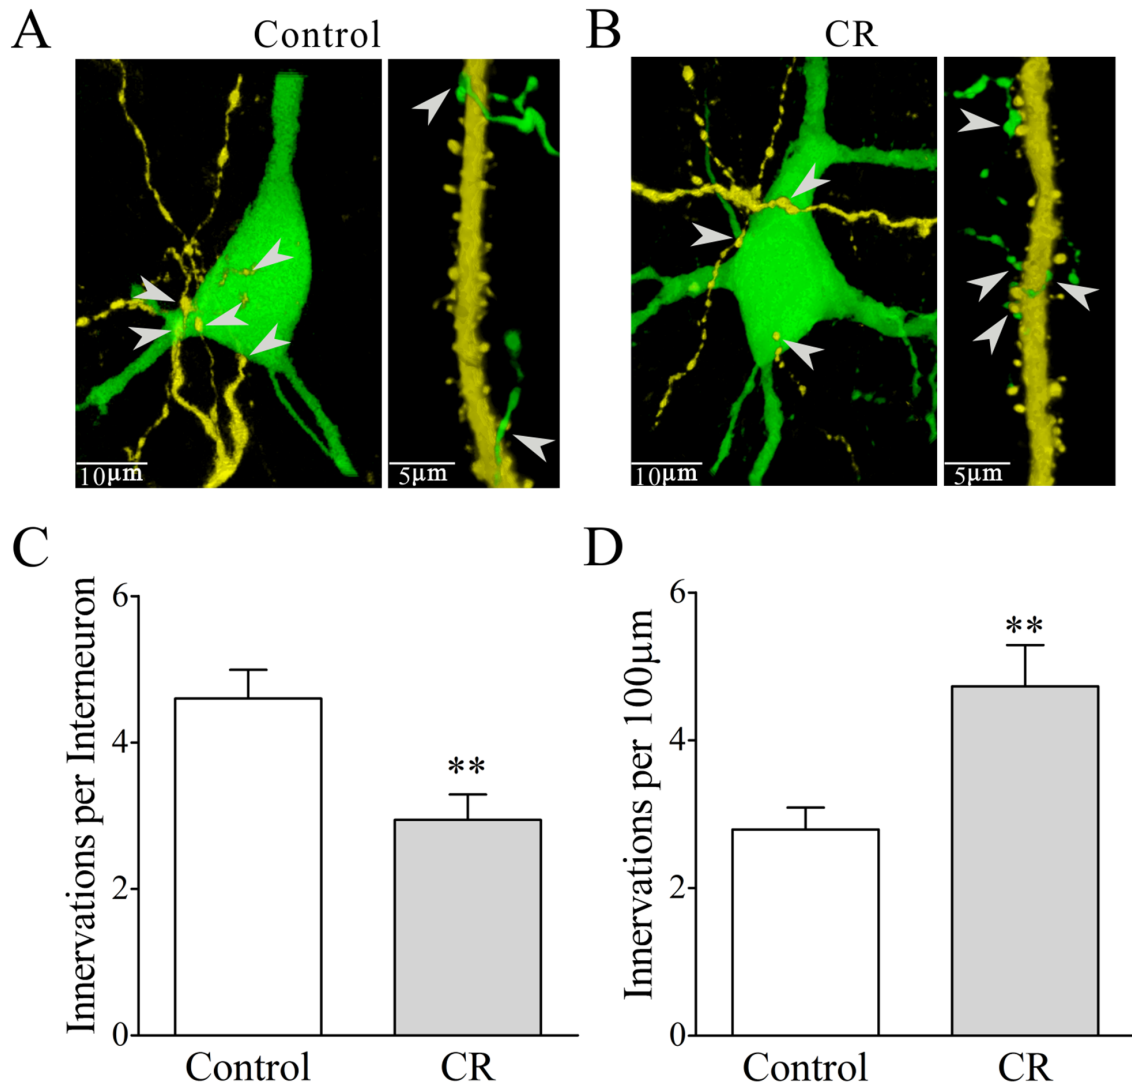 A
Control
B
CR
10μm
5μm
10μm
5μm
C
D
Innervations per Interneuron
6
4
2
0
**
Control
CR
Innervations per 100μm
6
4
2
0
**
Control
CR